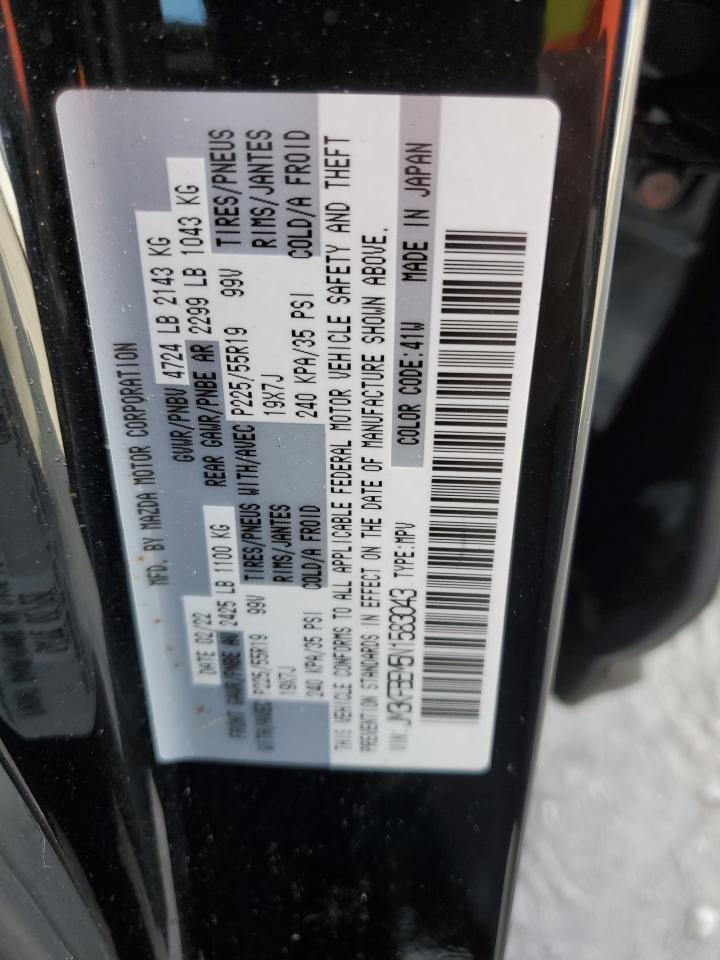 MFD. BY MAZDA MOTOR CORPORATION
DATE 02/22 GVWR/PNBV 4724 LB 2143 KG
FRONT GAWR/PNBE AV 2425 LB 1100 KG REAR GAWR/PNBE AR 2299 LB 1043 KG
WITH/AVEC P225/55R19 99V TIRES/PNEUS WITH/AVEC P225/55R19 99V TIRES/PNEUS
19X7J RIMS/JANTES 19X7J RIMS/JANTES
240 KPA/35 PSI COLD/A FROID 240 KPA/35 PSI COLD/A FROID
THIS VEHICLE CONFORMS TO ALL APPLICABLE FEDERAL MOTOR VEHICLE SAFETY AND THEFT
PREVENTION STANDARDS IN EFFECT ON THE DATE OF MANUFACTURE SHOWN ABOVE.
VIN: JM3KFBEM5N1583043 TYPE:MPV COLOR CODE:41W MADE IN JAPAN